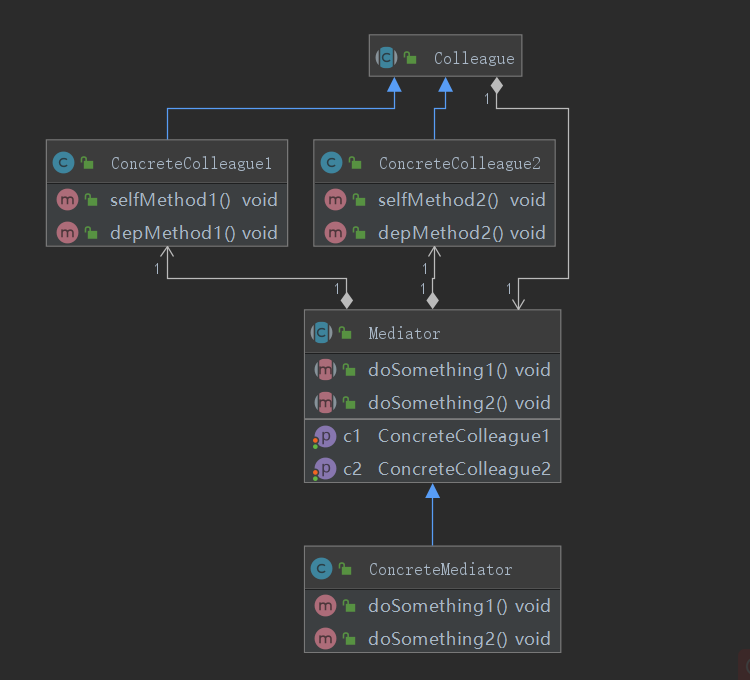 C Colleague
1
C ConcreteColleague1
m selfMethod1() void
m depMethod1() void
C ConcreteColleague2
m selfMethod2() void
m depMethod2() void
1
1
1
1
1
C Mediator
m doSomething1() void
m doSomething2() void
p c1 ConcreteColleague1
p c2 ConcreteColleague2
C ConcreteMediator
m doSomething1() void
m doSomething2() void